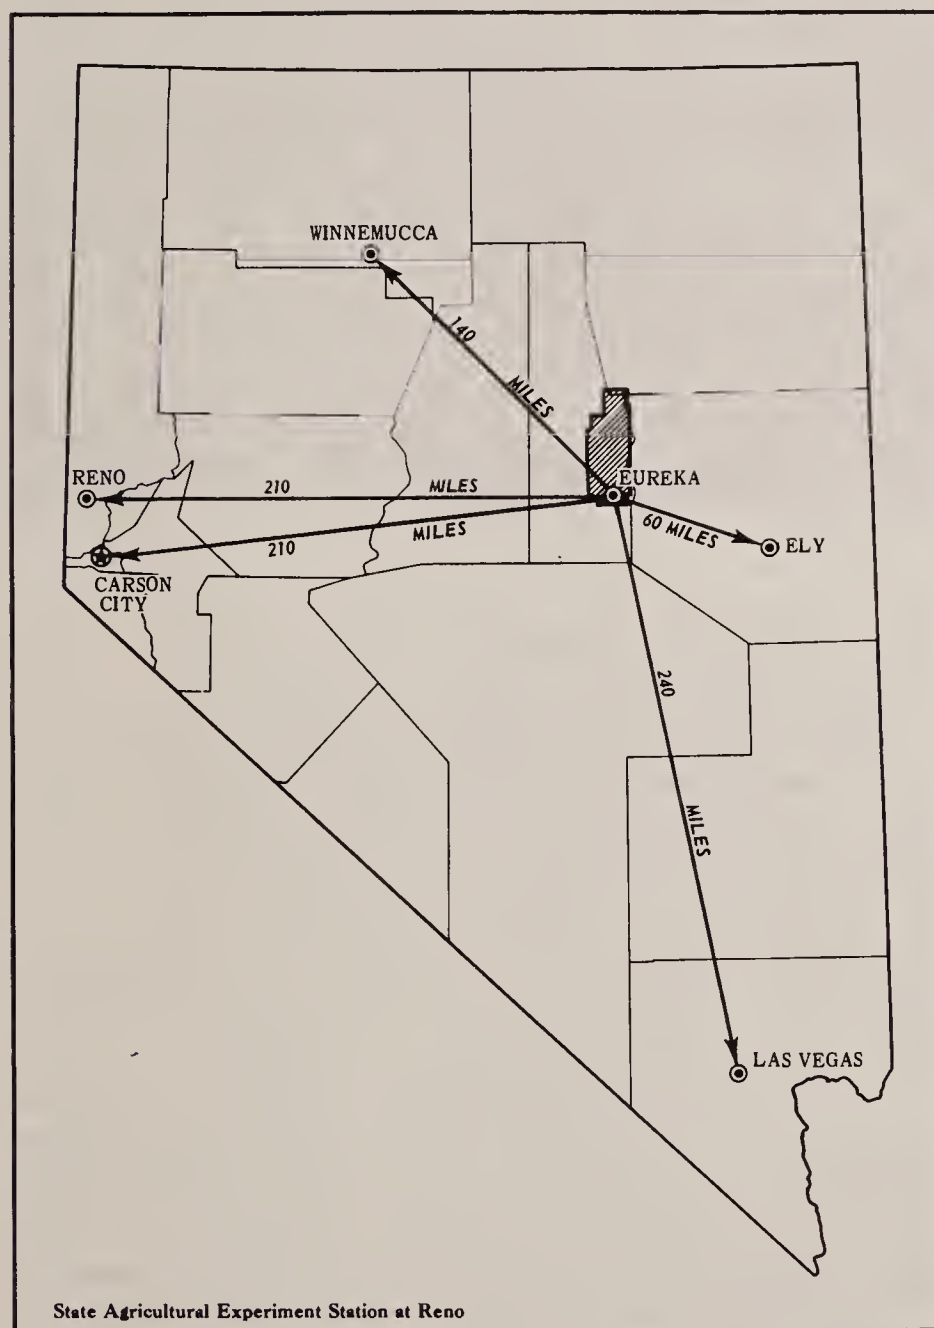 WINNEMUCCA
140 MILES
RENO
210 MILES
EUREKA
210 MILES
60 MILES
ELY
CARSON
CITY
240 MILES
LAS VEGAS
State Agricultural Experiment Station at Reno